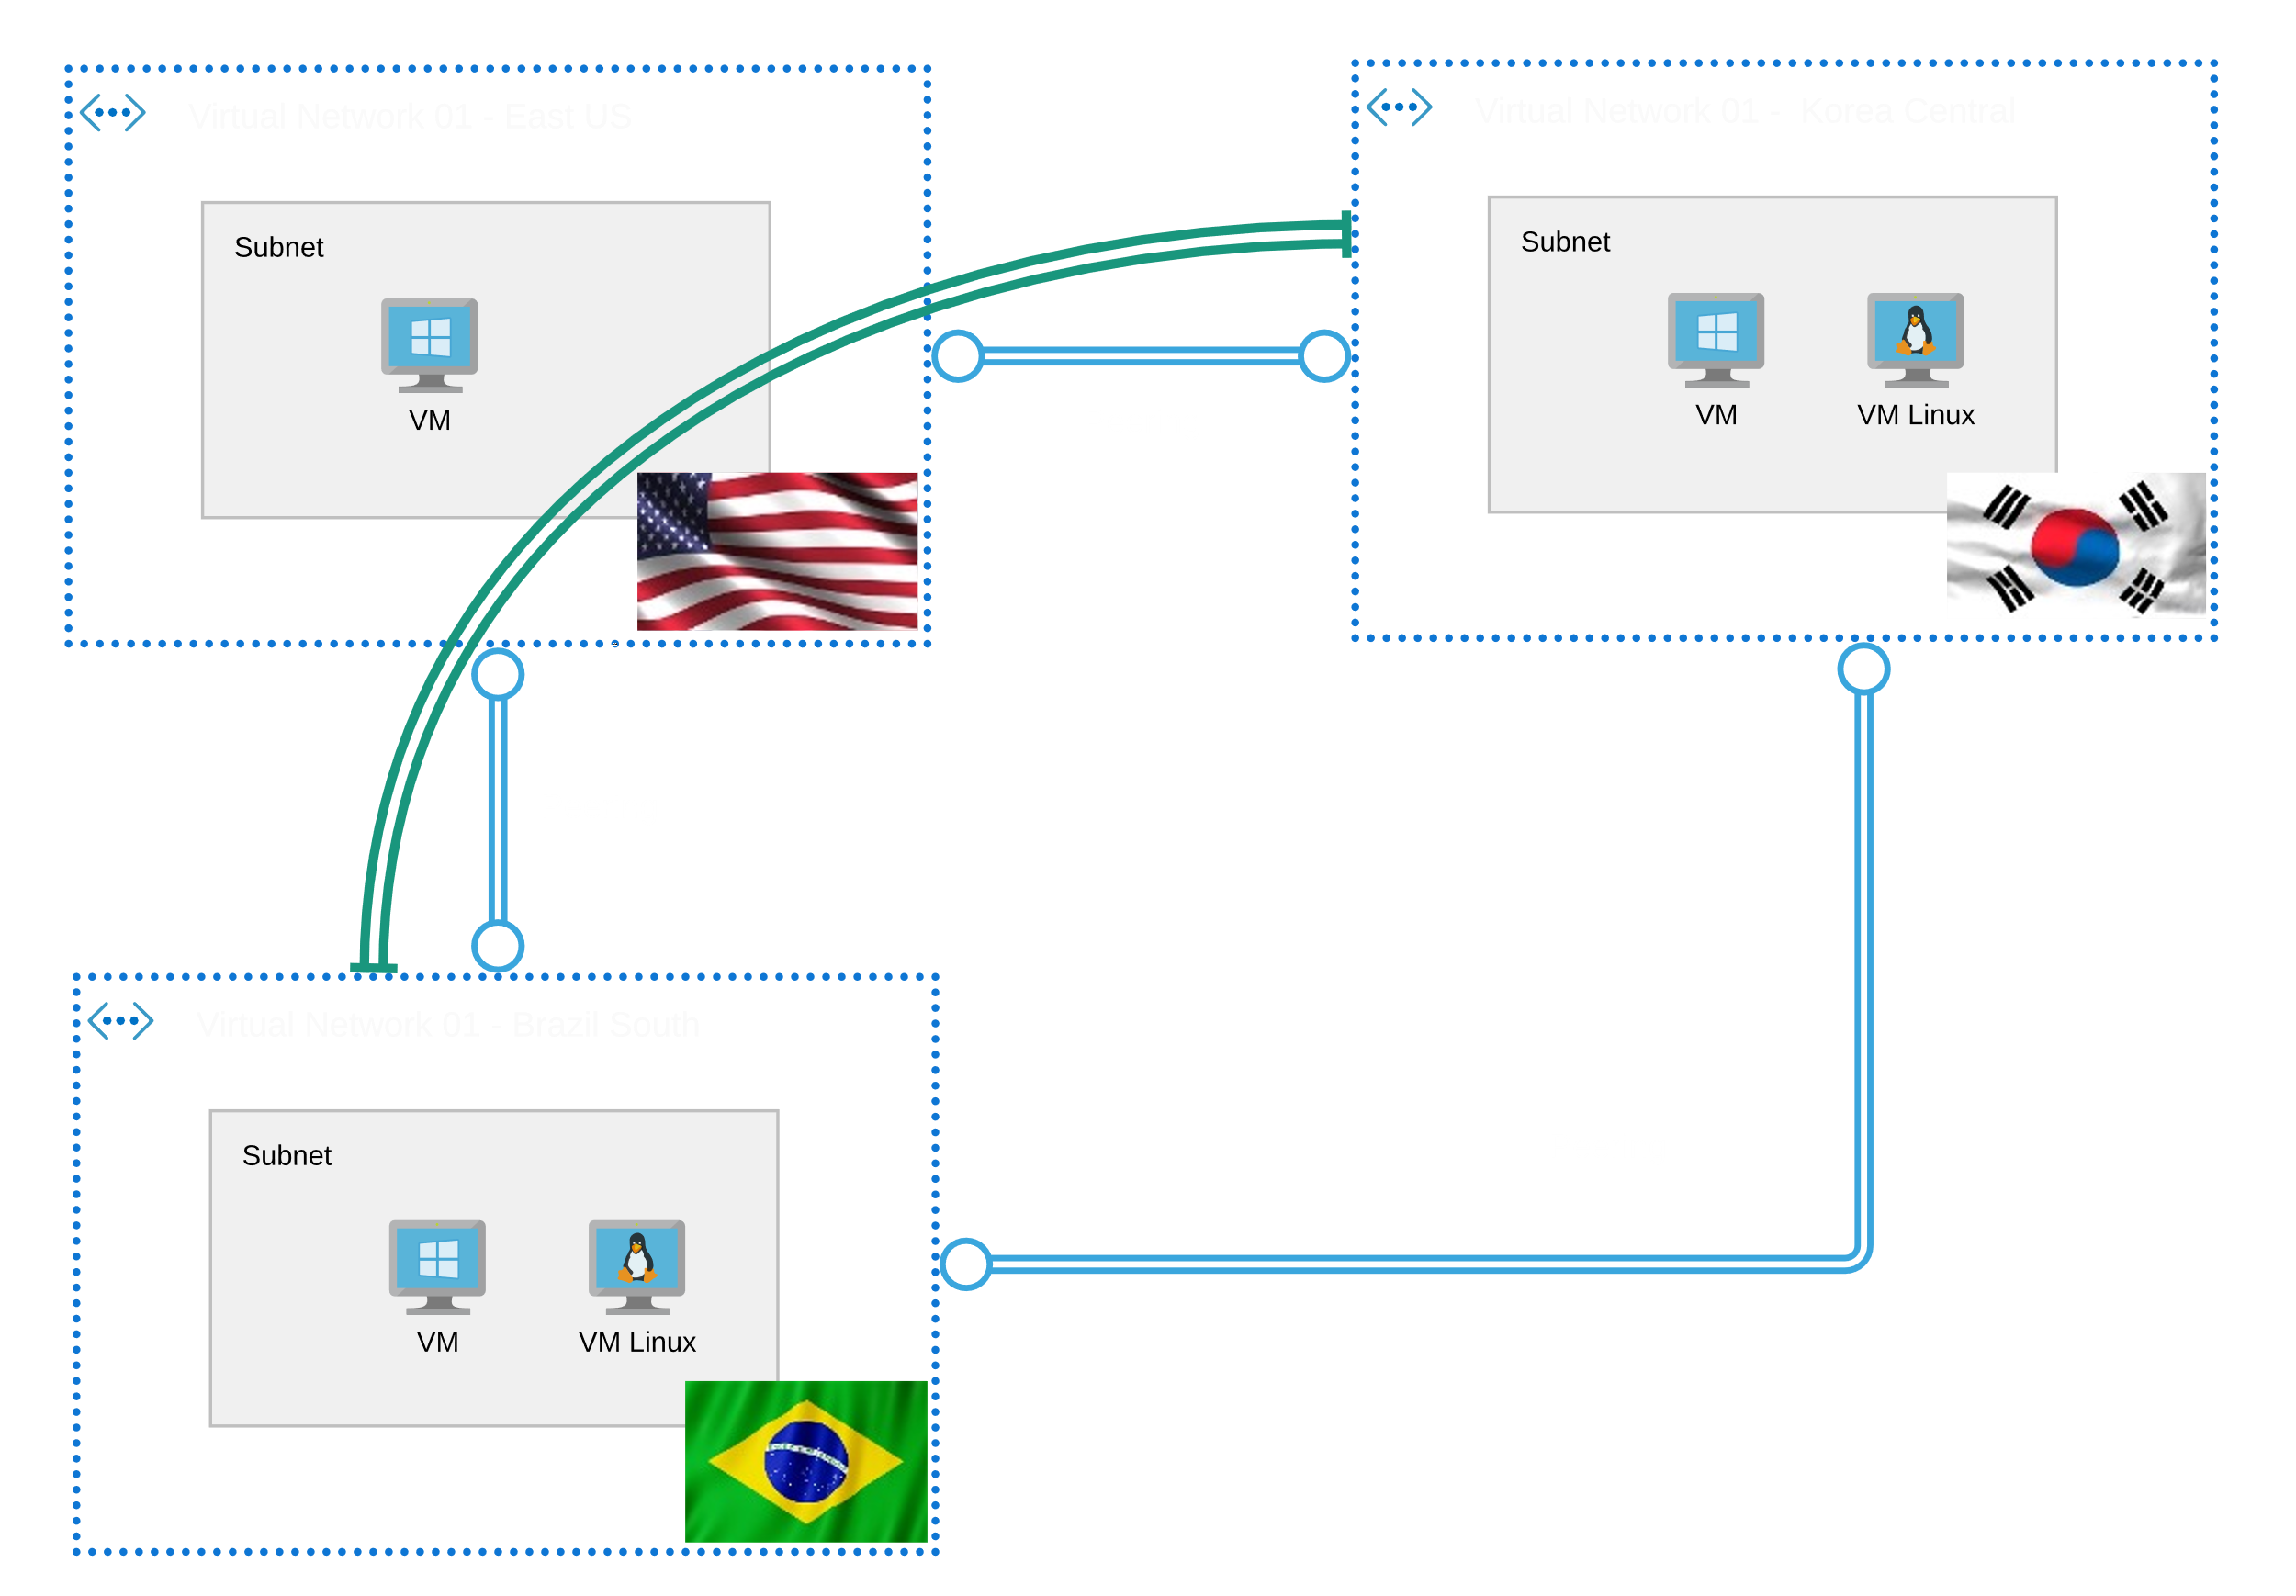 Virtual Network 01 - East US
Subnet
VM
Virtual Network 01 -  Korea Central
Subnet
VM
VM Linux
Virtual Network 01 - Brazil South
Subnet
VM
VM Linux